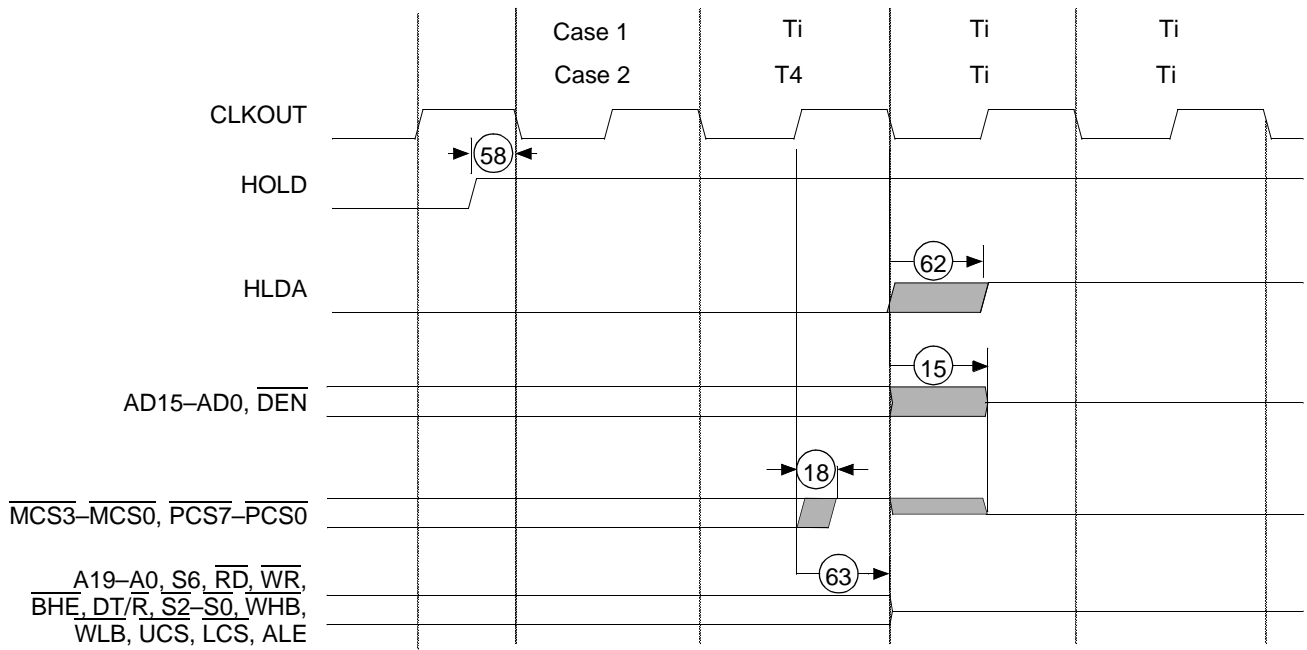 Case 1 Ti Ti Ti
Case 2 T4 Ti Ti
CLKOUT
58
HOLD
62
HLDA
15
AD15–AD0, DEN
18
MCS3–MCS0, PCS7–PCS0
63
A19–A0, S6, RD, WR,
BHE, DT/R, S2–S0, WHB,
WLB, UCS, LCS, ALE